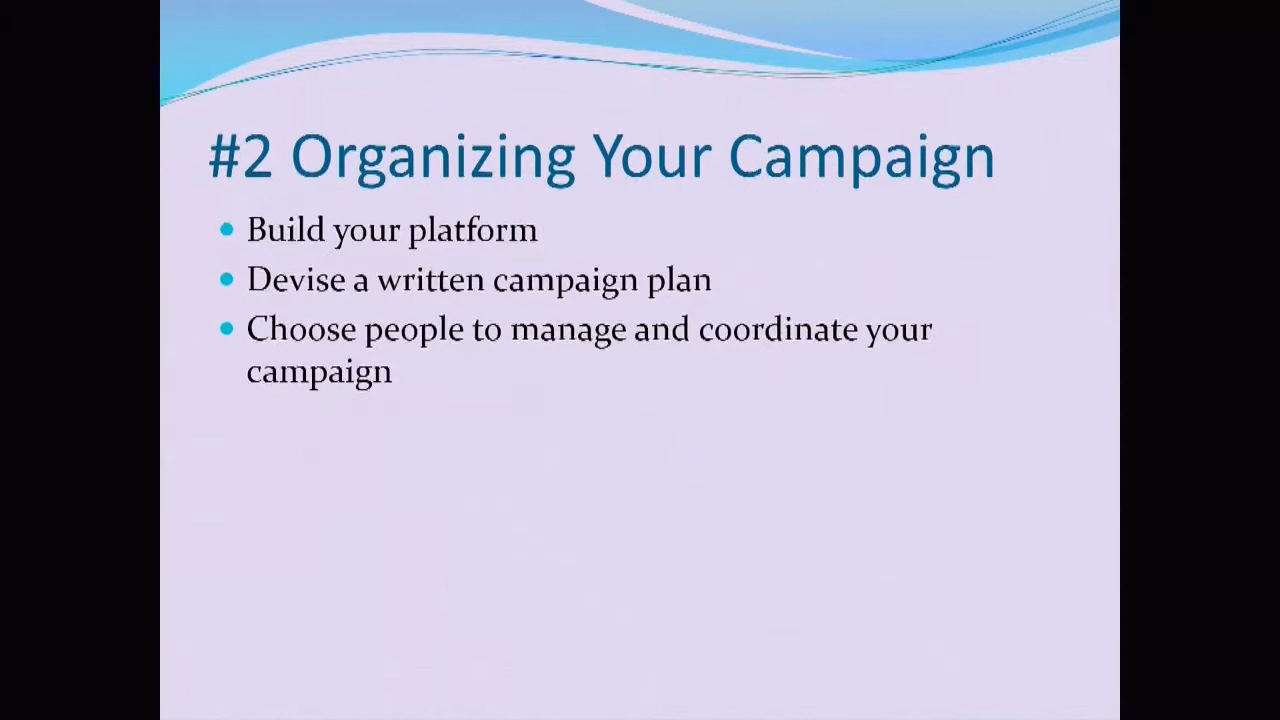 #2 Organizing Your Campaign
• Build your platform
• Devise a written campaign plan
• Choose people to manage and coordinate your
campaign